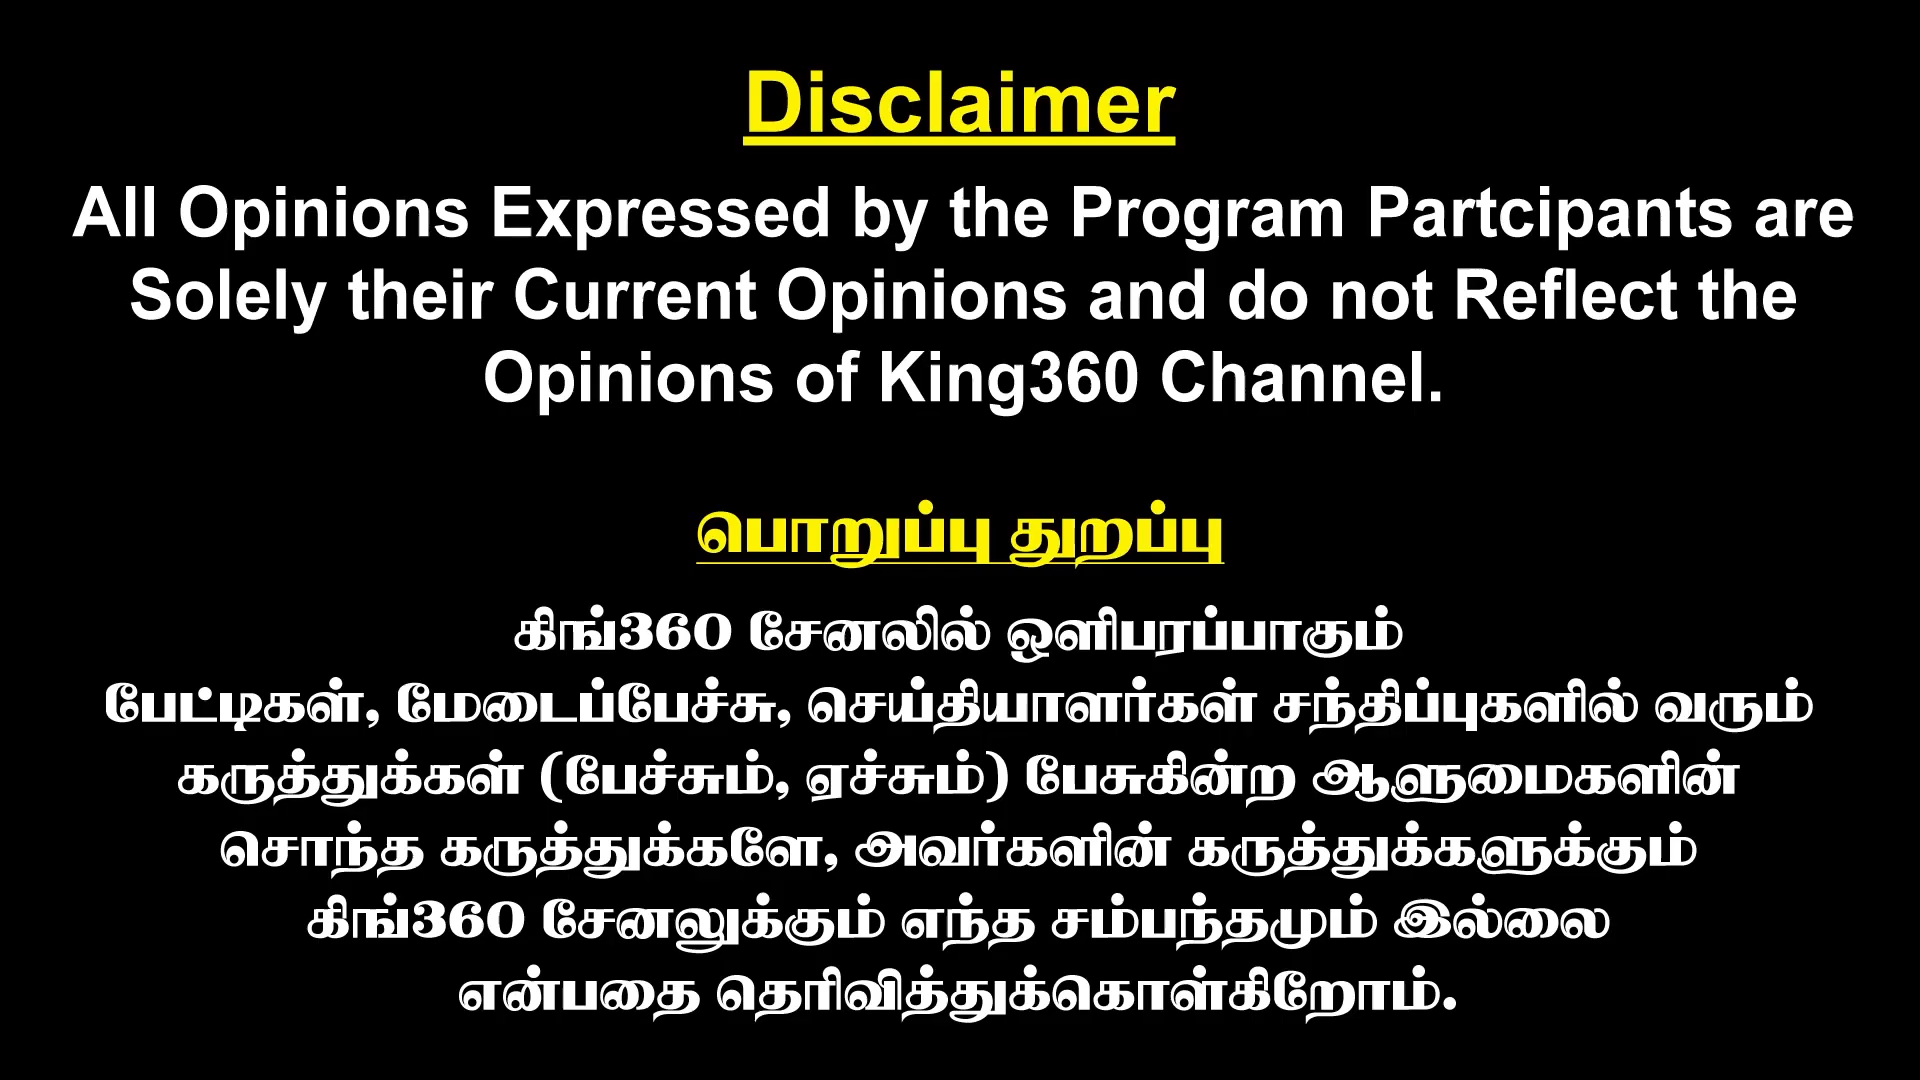 Disclaimer
All Opinions Expressed by the Program Partcipants are
Solely their Current Opinions and do not Reflect the
Opinions of King360 Channel.
பொறுப்பு துறப்பு
கிங்360 சேனலில் ஒளிபரப்பாகும்
பேட்டிகள், மேடைப்பேச்சு, செய்தியாளர்கள் சந்திப்புகளில் வரும்
கருத்துக்கள் (பேச்சும், ஏச்சும்) பேசுகின்ற ஆளுமைகளின்
சொந்த கருத்துக்களே, அவர்களின் கருத்துக்களுக்கும்
கிங்360 சேனலுக்கும் எந்த சம்பந்தமும் இல்லை
என்பதை தெரிவித்துக்கொள்கிறோம்.